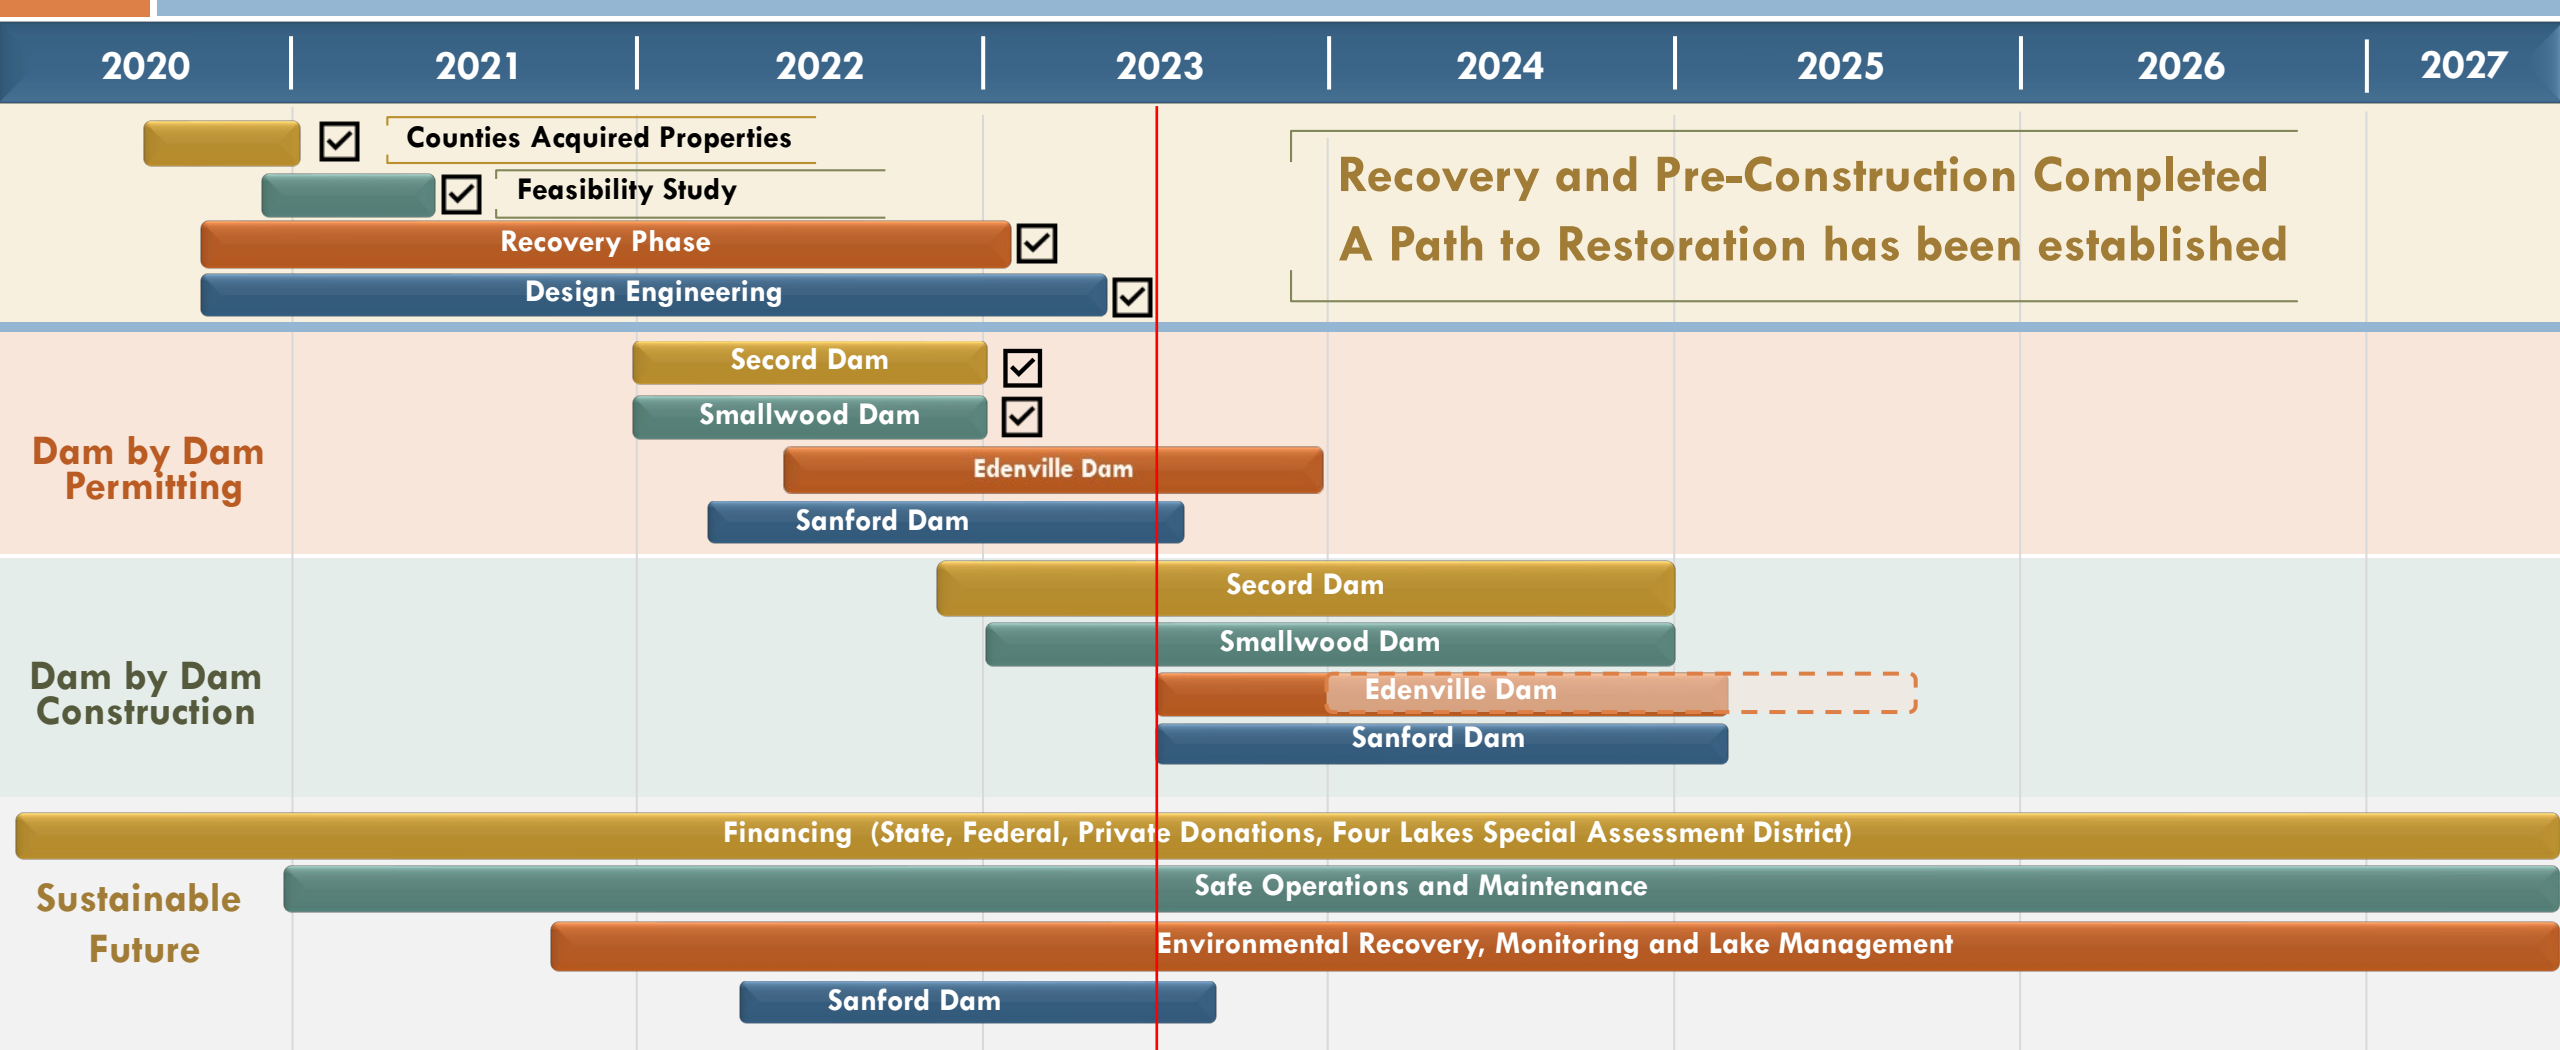 2020 2021 2022 2023 2024 2025 2026 2027
Counties Acquired Properties
Feasibility Study
Recovery Phase
Design Engineering
Recovery and Pre-Construction Completed
A Path to Restoration has been established
Dam by Dam
Permitting
Secord Dam
Smallwood Dam
Edenville Dam
Sanford Dam
Dam by Dam
Construction
Secord Dam
Smallwood Dam
Edenville Dam
Sanford Dam
Sustainable
Future
Financing (State, Federal, Private Donations, Four Lakes Special Assessment District)
Safe Operations and Maintenance
Environmental Recovery, Monitoring and Lake Management
Sanford Dam